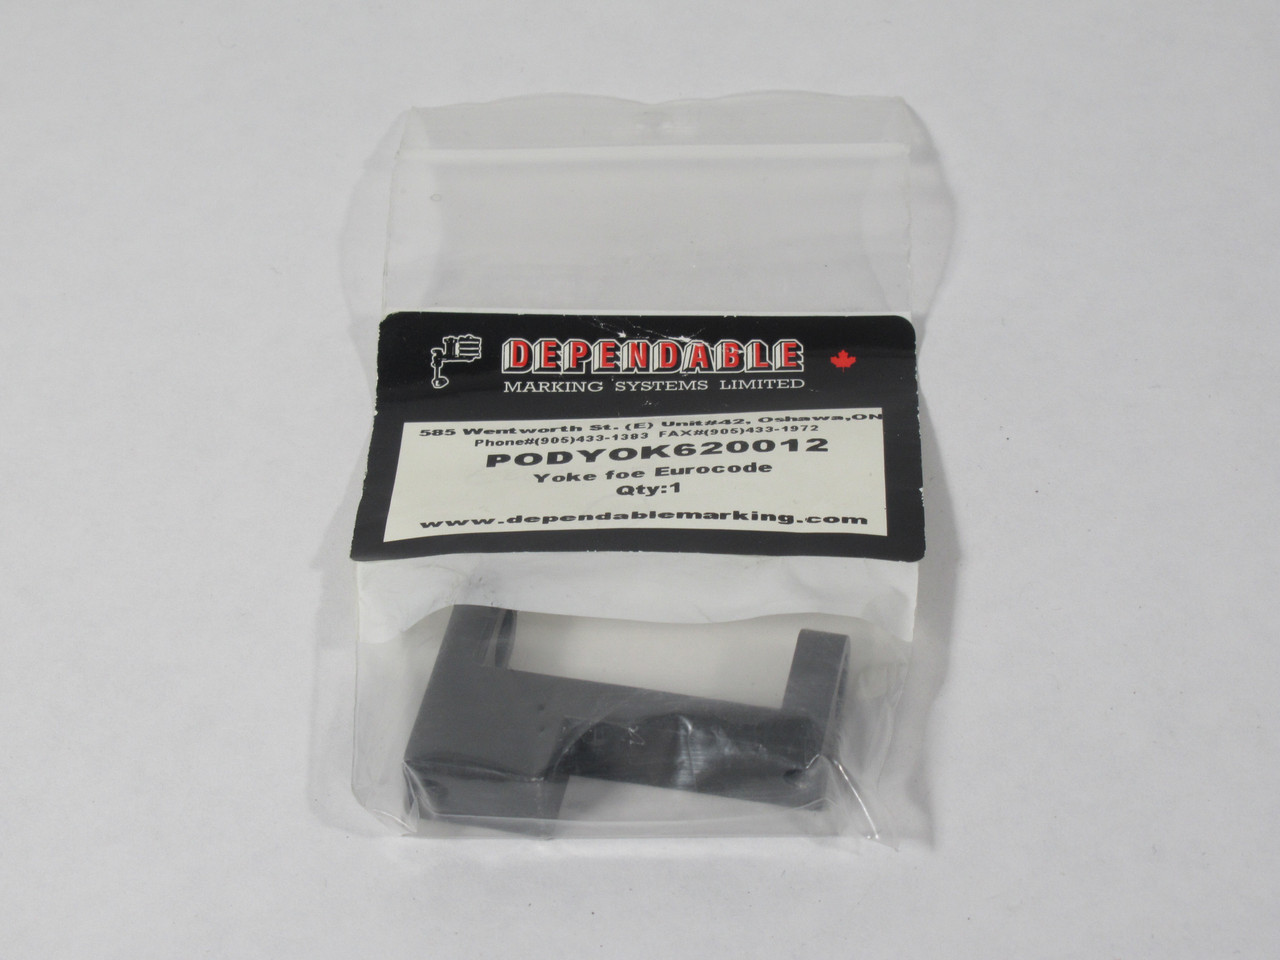 DEPENDABLE
MARKING SYSTEMS LIMITED
585 Wentworth St. (E) Unit#42, Oshawa,ON
Phone#(905)433-1383 FAX#(905)433-1972
PODYOK620012
Yoke foe Eurocode
Qty:1
www.dependablemarking.com